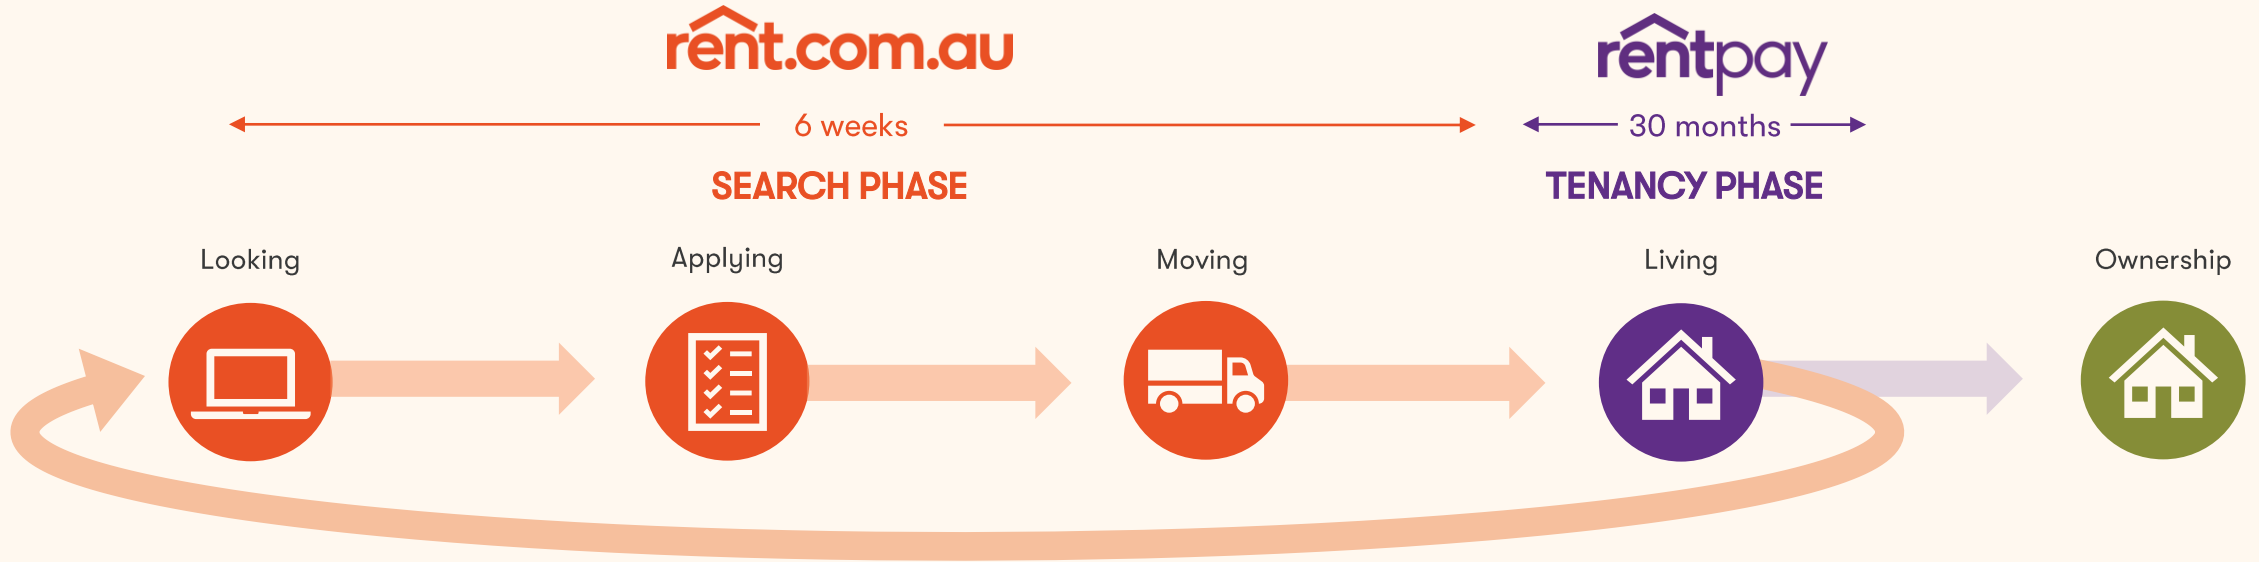 rent.com.au
rentpay
6 weeks
30 months
SEARCH PHASE
TENANCY PHASE
Looking
Applying
Moving
Living
Ownership